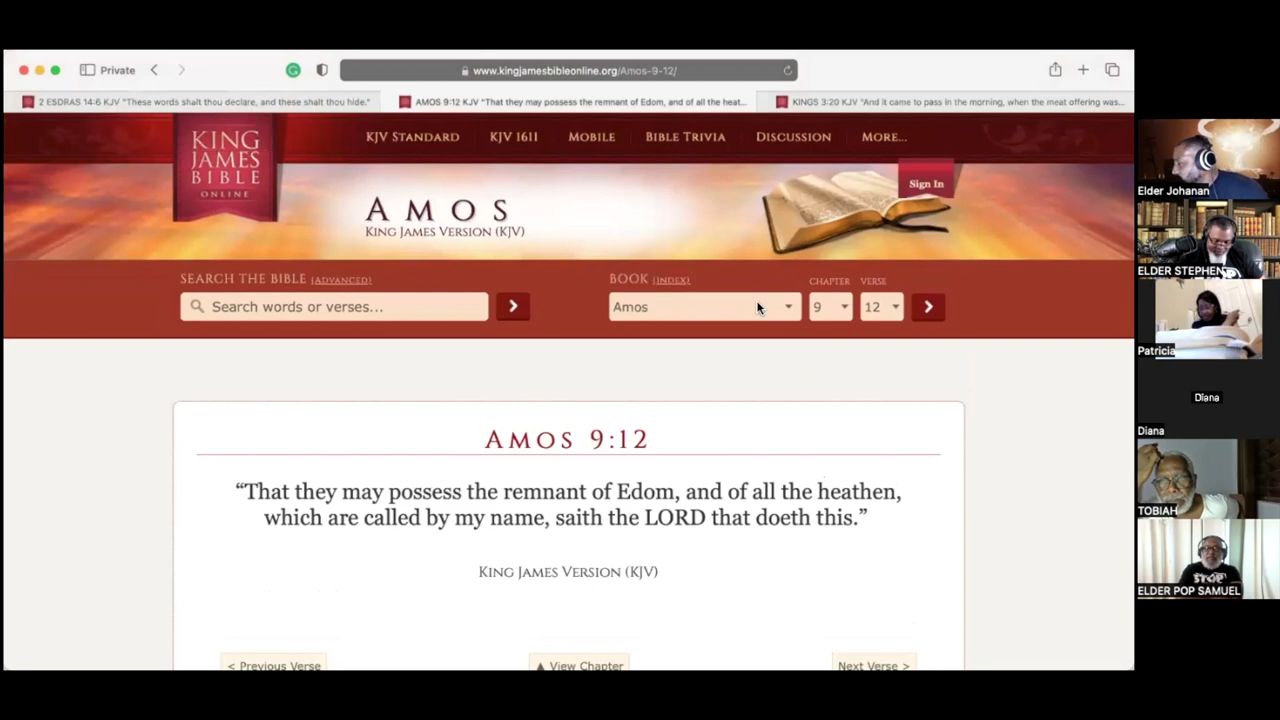 Private
www.kingjamesbibleonline.org/Amos-9-12/
2 ESDRAS 14:6 KJV "These words shalt thou declare, and these shalt thou hide."
AMOS 9:12 KJV "That they may possess the remnant of Edom, and of all the heat...
KINGS 3:20 KJV "And it came to pass in the morning, when the meat offering was...
KING JAMES BIBLE ONLINE
KJV STANDARD
KJV 1611
MOBILE
BIBLE TRIVIA
DISCUSSION
MORE...
Sign In
AMOS
KING JAMES VERSION (KJV)
SEARCH THE BIBLE (ADVANCED)
Search words or verses...
BOOK (INDEX)
CHAPTER
VERSE
Amos
9
12
AMOS 9:12
“That they may possess the remnant of Edom, and of all the heathen,
which are called by my name, saith the LORD that doeth this.”
KING JAMES VERSION (KJV)
< Previous Verse
▲ View Chapter
Next Verse >
Elder Johanan
ELDER STEPHEN
Patricia
Diana
Diana
TOBIAH
STOP
ELDER POP SAMUEL